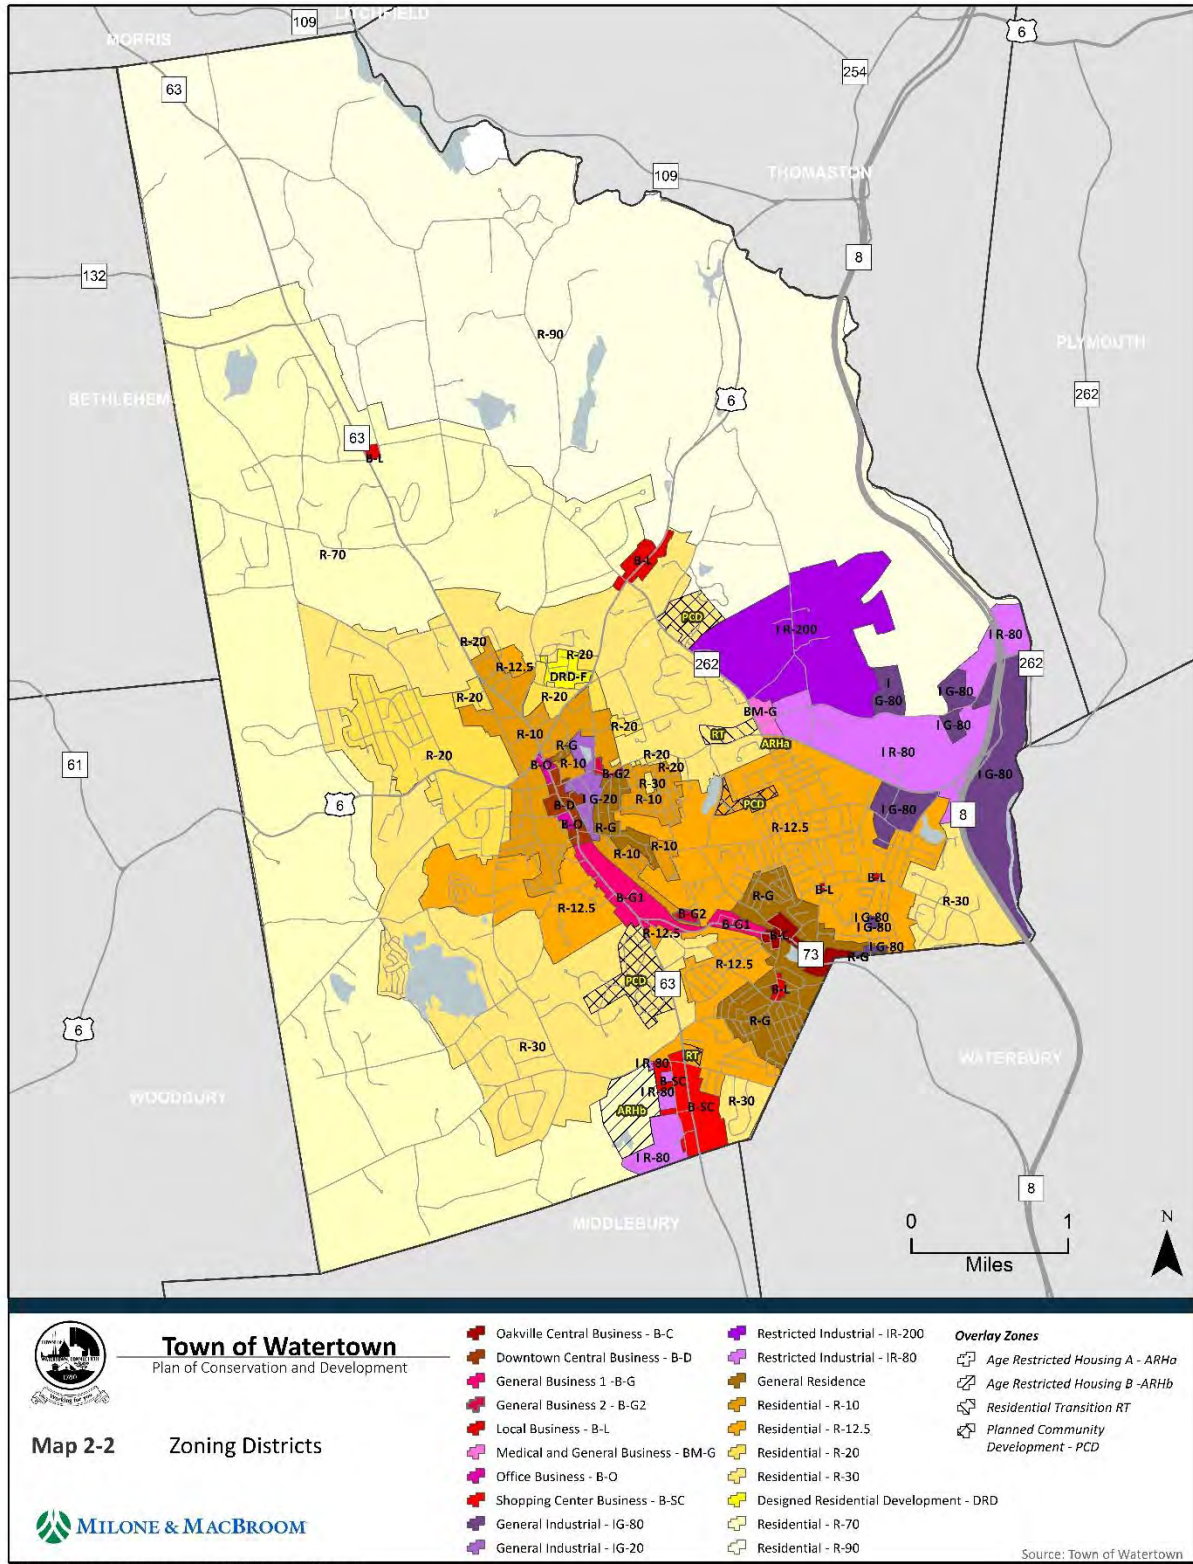 109
LITCHFIELD
6
MORRIS
254
63
THOMASTON
109
8
132
R-90
PLYMOUTH
262
6
BETHLEHEM
63
B-L
R-70
B-L
PCD
I R-200
I R-80
R-20
R-20
262
262
R-12.5
DRD-F
I
G-80
I G-80
R-20
R-20
BM-G
R-20
I G-80
R-10
RT
R-G
ARHa
R-20
R-20
I R-80
61
B-O
R-10
B-G2
R-20
I G-80
R-30
6
I G-20
R-10
B-D
PCD
I G-80
8
B-O
R-G
R-12.5
R-10
R-10
B-L
B-L
R-G
B-G1
R-30
R-12.5
B-G2
I G-80
B-G1
I G-80
R-12.5
B-C
I G-80
73
R-G
R-12.5
PCD
63
B-L
6
R-G
R-30
RT
WATERBURY
I R-80
B-SC
I R-80
WOODBURY
B-SC
R-30
ARHb
I R-80
8
MIDDLEBURY
0 1
Miles
N
TOWN OF
WATERTOWN, CONNECTICUT
1780
Working for you
Town of Watertown
Plan of Conservation and Development
Map 2-2 Zoning Districts
MILONE & MACBROOM
Oakville Central Business - B-C
Downtown Central Business - B-D
General Business 1 -B-G
General Business 2 - B-G2
Local Business - B-L
Medical and General Business - BM-G
Office Business - B-O
Shopping Center Business - B-SC
General Industrial - IG-80
General Industrial - IG-20
Restricted Industrial - IR-200
Restricted Industrial - IR-80
General Residence
Residential - R-10
Residential - R-12.5
Residential - R-20
Residential - R-30
Designed Residential Development - DRD
Residential - R-70
Residential - R-90
Overlay Zones
Age Restricted Housing A - ARHa
Age Restricted Housing B -ARHb
Residential Transition RT
Planned Community
Development - PCD
Source: Town of Watertown